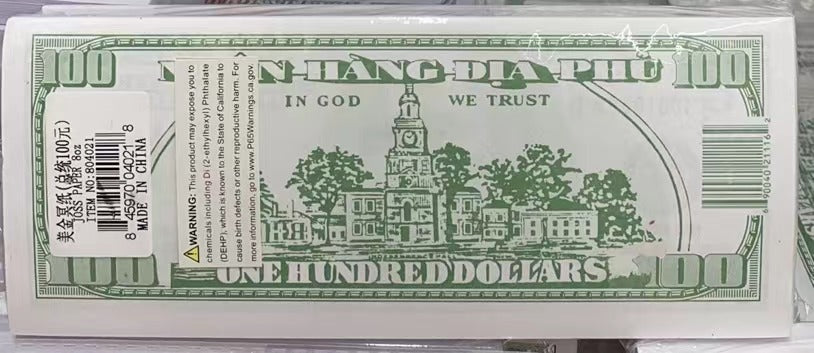 100 N-HÀNG-ĐỊA-PHỦ 100
IN GOD WE TRUST
美金冥纸(总统100元)
JOSS PAPER 8oz
ITEM NO:804021
8 45970 04021 8
MADE IN CHINA
WARNING: This product may expose you to
chemicals including Di (2-ethylhexyl) Phthalate
(DEHP), which is known to the State of California to
cause birth defects or other reproductive harm. For
more information, go to www.P65Warnings.ca.gov.
100 ONE HUNDRED DOLLARS 100